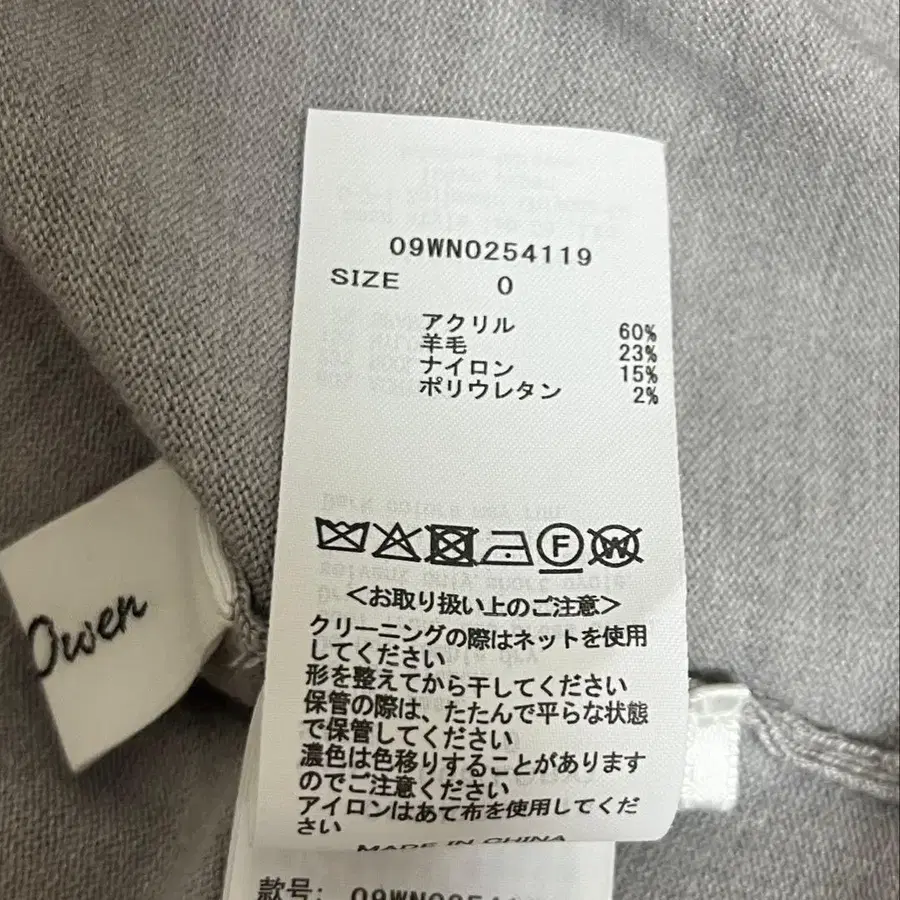 09WN0254119
SIZE 0
アクリル 60%
羊毛 23%
ナイロン 15%
ポリウレタン 2%
F W
<お取り扱い上のご注意>
クリーニングの際はネットを使用
してください
形を整えてから干してください
保管の際は、たたんで平らな状態
で保管してください
濃色は色移りすることがあります
のでご注意ください
アイロンはあて布を使用してくだ
さい
MADE IN CHINA
Owen
款号: 09WN02541